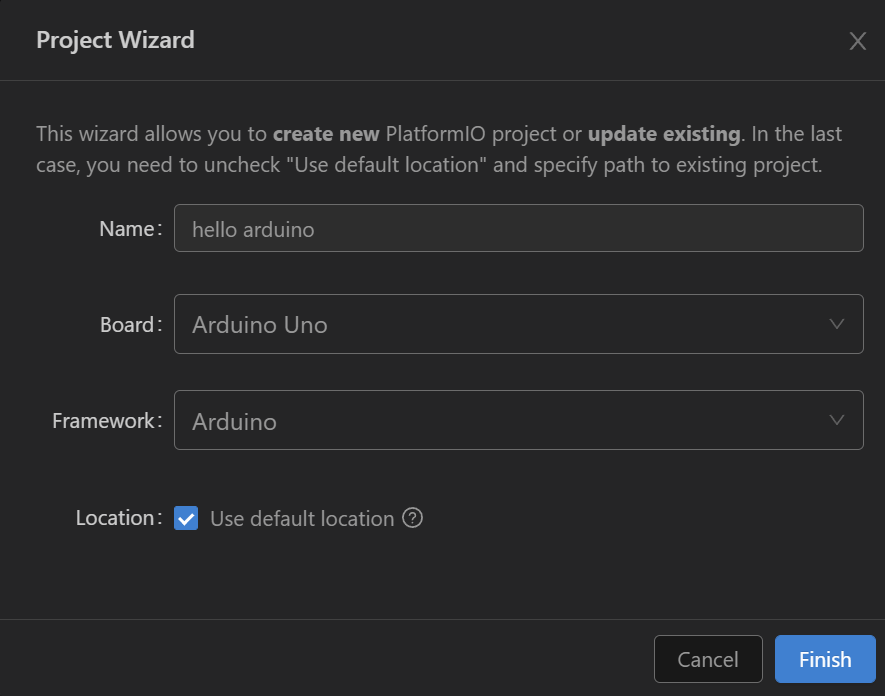 Project Wizard
This wizard allows you to create new PlatformIO project or update existing. In the last
case, you need to uncheck "Use default location" and specify path to existing project.
Name: hello arduino
Board: Arduino Uno
Framework: Arduino
Location: Use default location ?
Cancel Finish